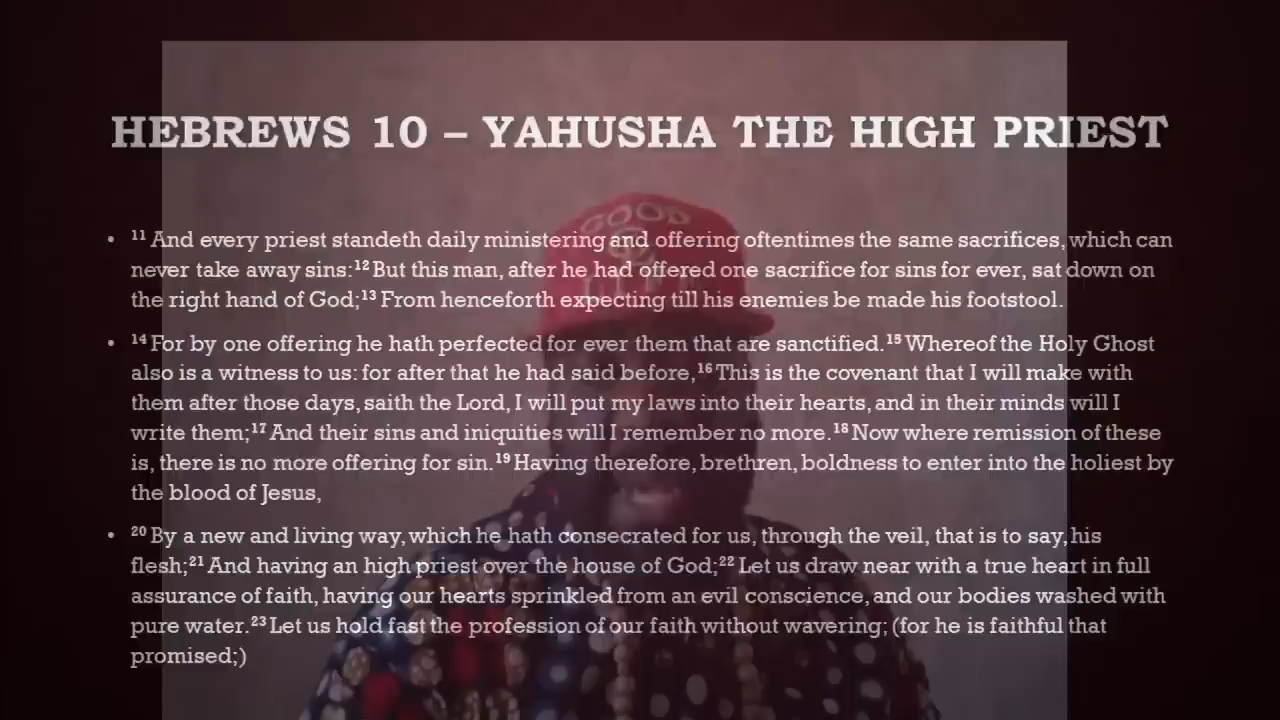 HEBREWS 10 – YAHUSHA THE HIGH PRIEST
GOOD
• ¹¹ And every priest standeth daily ministering and offering oftentimes the same sacrifices, which can
never take away sins:¹² But this man, after he had offered one sacrifice for sins for ever, sat down on
the right hand of God;¹³ From henceforth expecting till his enemies be made his footstool.
• ¹⁴ For by one offering he hath perfected for ever them that are sanctified.¹⁵ Whereof the Holy Ghost
also is a witness to us: for after that he had said before,¹⁶ This is the covenant that I will make with
them after those days, saith the Lord, I will put my laws into their hearts, and in their minds will I
write them;¹⁷ And their sins and iniquities will I remember no more.¹⁸ Now where remission of these
is, there is no more offering for sin.¹⁹ Having therefore, brethren, boldness to enter into the holiest by
the blood of Jesus,
• ²⁰ By a new and living way, which he hath consecrated for us, through the veil, that is to say, his
flesh;²¹ And having an high priest over the house of God;²² Let us draw near with a true heart in full
assurance of faith, having our hearts sprinkled from an evil conscience, and our bodies washed with
pure water.²³ Let us hold fast the profession of our faith without wavering; (for he is faithful that
promised;)